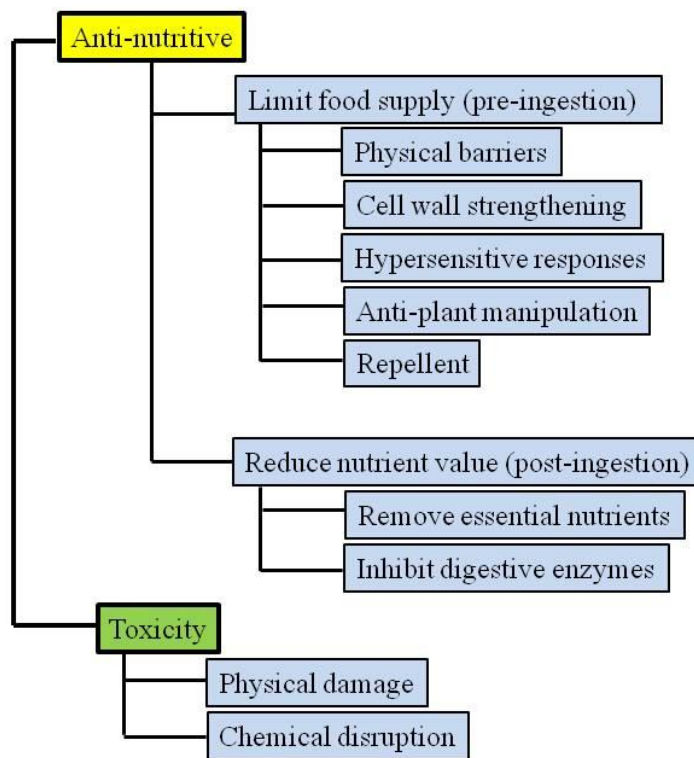 Anti-nutritive
Limit food supply (pre-ingestion)
Physical barriers
Cell wall strengthening
Hypersensitive responses
Anti-plant manipulation
Repellent
Reduce nutrient value (post-ingestion)
Remove essential nutrients
Inhibit digestive enzymes
Toxicity
Physical damage
Chemical disruption